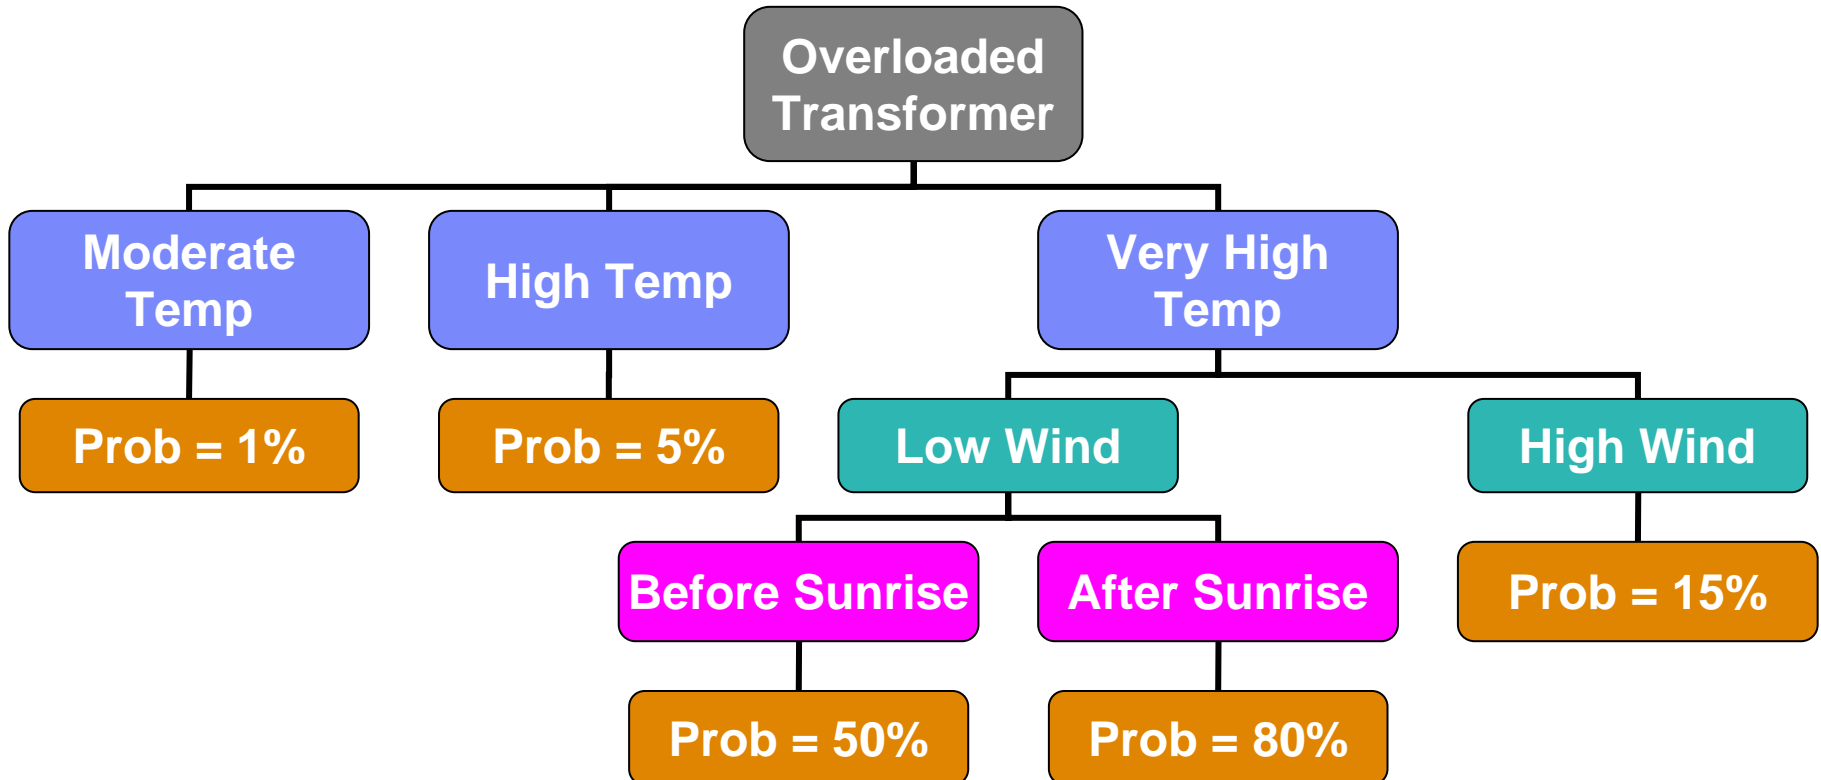 Overloaded
Transformer
Moderate
Temp
High Temp
Very High
Temp
Prob = 1%
Prob = 5%
Low Wind
High Wind
Before Sunrise
After Sunrise
Prob = 15%
Prob = 50%
Prob = 80%